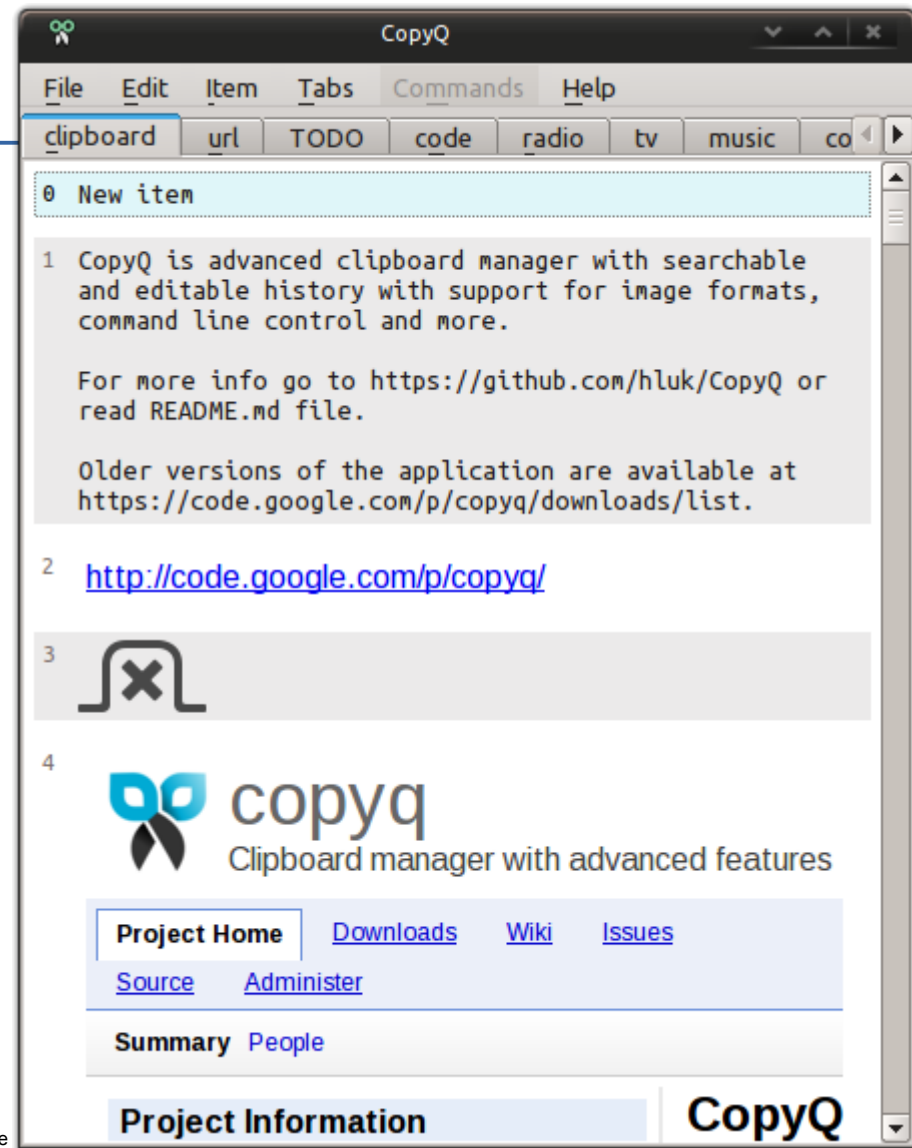 CopyQ
File Edit Item Tabs Commands Help
clipboard url TODO code radio tv music co
0 New item
1 CopyQ is advanced clipboard manager with searchable
and editable history with support for image formats,
command line control and more.
For more info go to https://github.com/hluk/CopyQ or
read README.md file.
Older versions of the application are available at
https://code.google.com/p/copyq/downloads/list.
2 http://code.google.com/p/copyq/
3
4
copyq
Clipboard manager with advanced features
Project Home Downloads Wiki Issues
Source Administer
Summary People
Project Information CopyQ
e